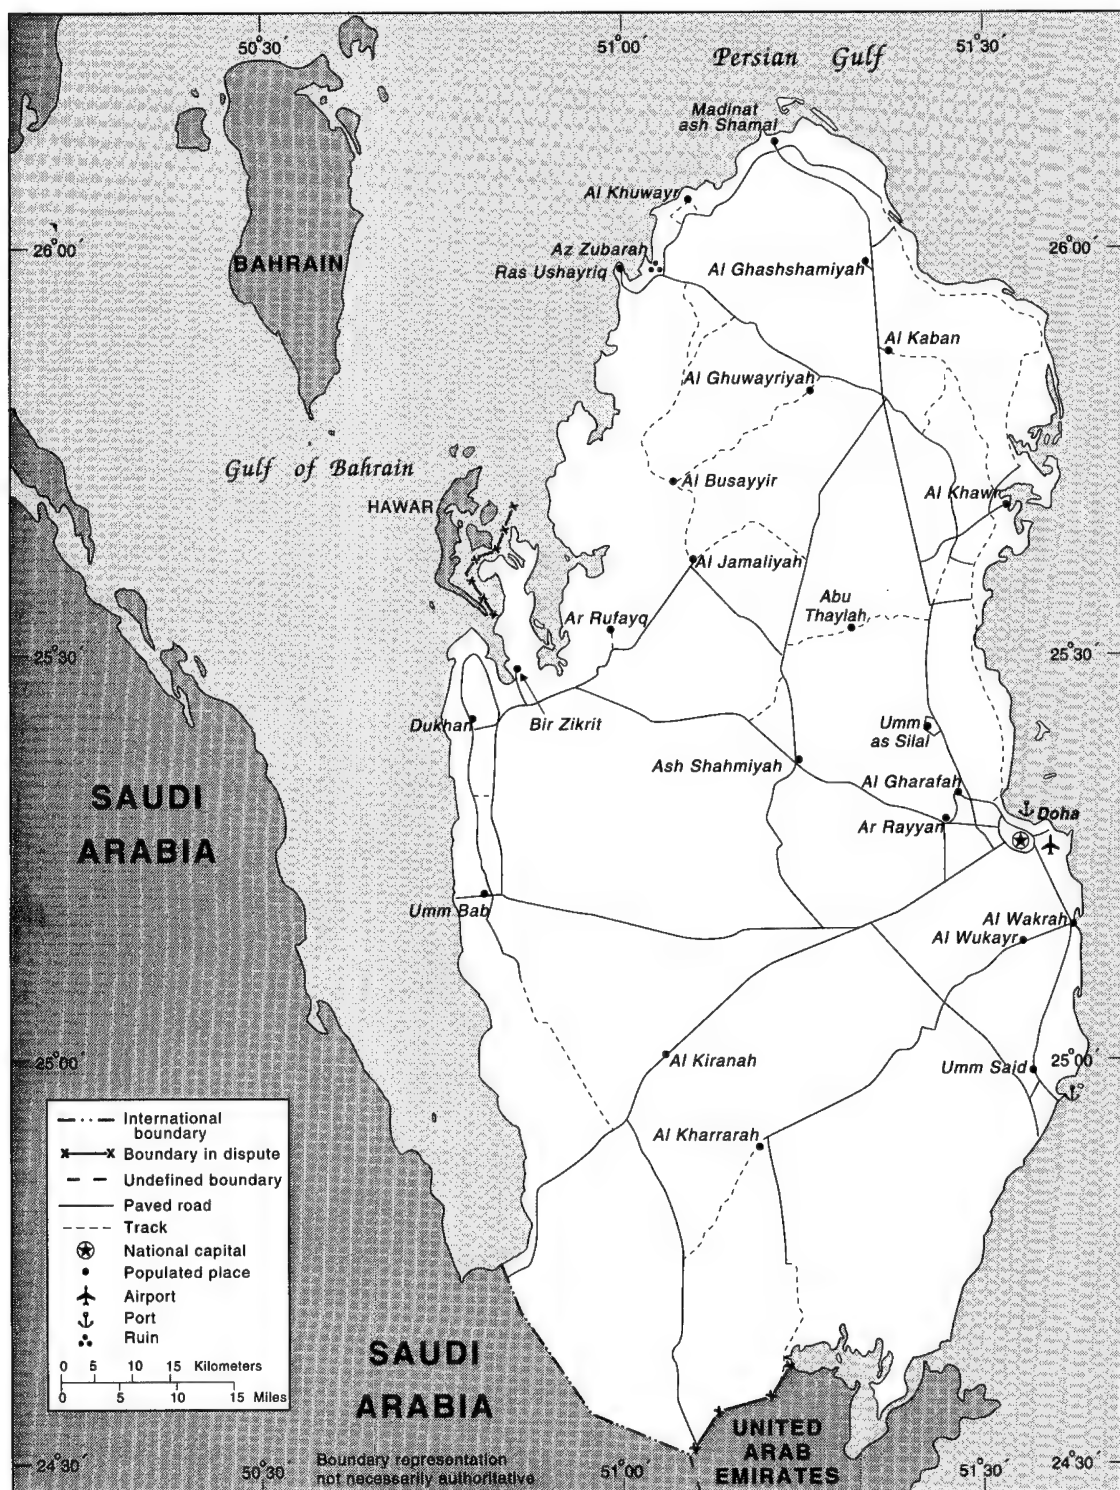 50°30′
51°00′
51°30′
Persian Gulf
Madinat
ash Shamal
Al Khuwayr
26°00′
BAHRAIN
Az Zubarah
Ras Ushayriq
Al Ghashshamiyah
26°00′
Al Kaban
Al Ghuwayriyah
Gulf of Bahrain
Al Busayyir
HAWAR
Al Khawr
Al Jamaliyah
Abu
Thaylah
Ar Rufayq
25°30′
25°30′
Dukhan
Bir Zikrit
Umm
as Silal
Ash Shahmiyah
Al Gharafah
SAUDI
ARABIA
Doha
Ar Rayyan
Umm Bab
Al Wakrah
Al Wukayr
25°00′
Al Kiranah
Umm Said
25°00′
International
boundary
Boundary in dispute
Undefined boundary
Paved road
Track
National capital
Populated place
Airport
Port
Ruin
0 5 10 15 Kilometers
0 5 10 15 Miles
Al Kharrarah
SAUDI
ARABIA
UNITED
ARAB
EMIRATES
Boundary representation
not necessarily authoritative
24°30′
50°30′
51°00′
51°30′
24°30′